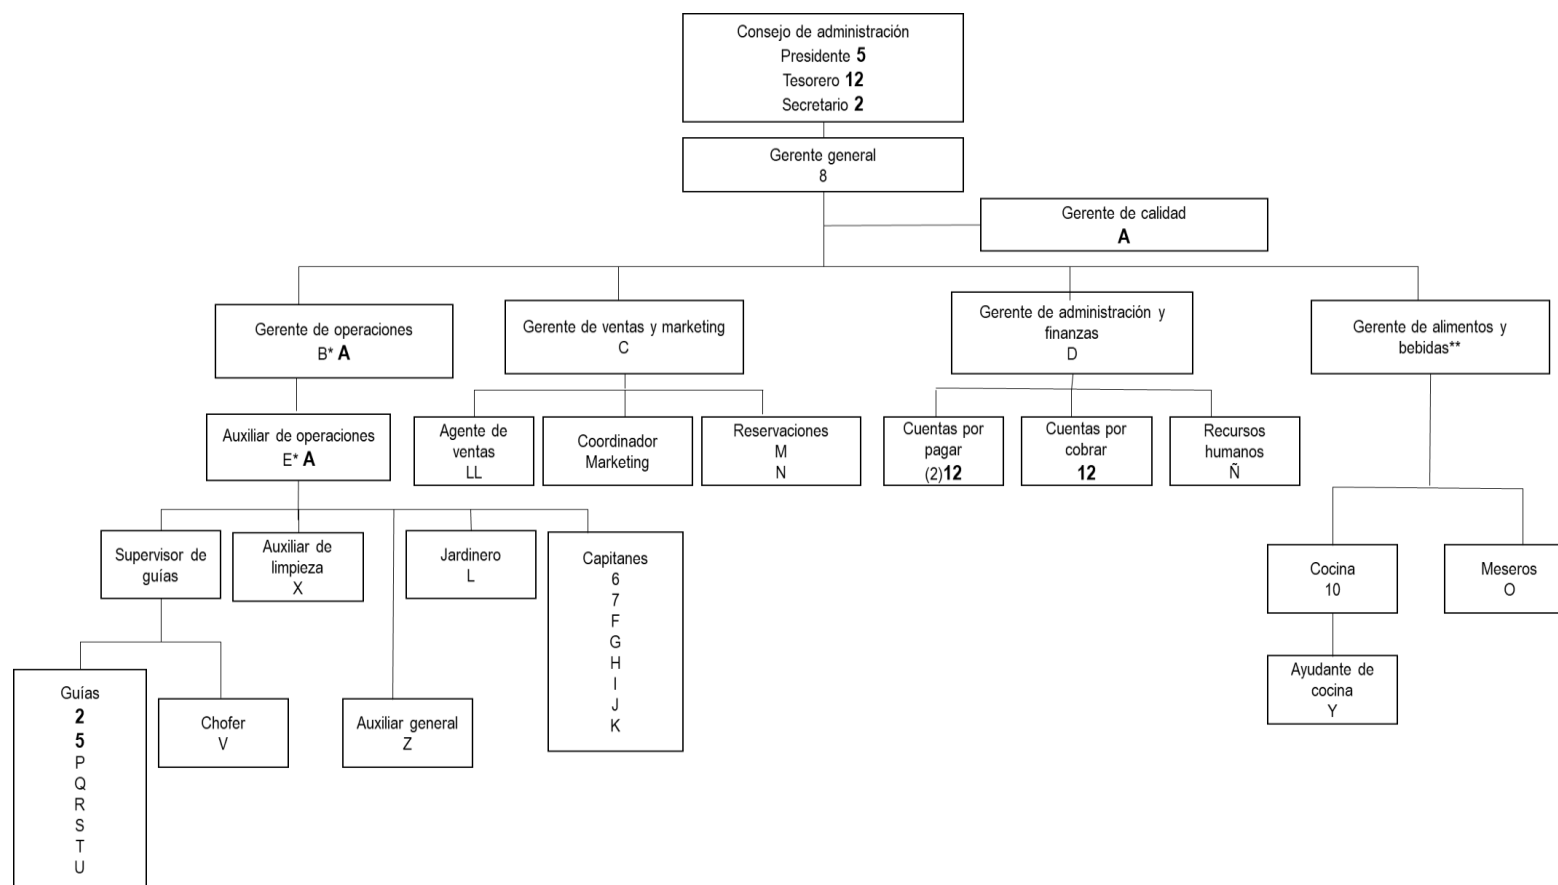 Consejo de administración
Presidente 5
Tesorero 12
Secretario 2
Gerente general
8
Gerente de calidad
A
Gerente de operaciones
B* A
Gerente de ventas y marketing
C
Gerente de administración y
finanzas
D
Gerente de alimentos y
bebidas**
Auxiliar de operaciones
E* A
Agente de
ventas
LL
Coordinador
Marketing
Reservaciones
M
N
Cuentas por
pagar
(2)12
Cuentas por
cobrar
12
Recursos
humanos
Ñ
Supervisor de
guías
Auxiliar de
limpieza
X
Jardinero
L
Capitanes
6
7
F
G
H
I
J
K
Cocina
10
Meseros
O
Guías
2
5
P
Q
R
S
T
U
Chofer
V
Auxiliar general
Z
Ayudante de
cocina
Y